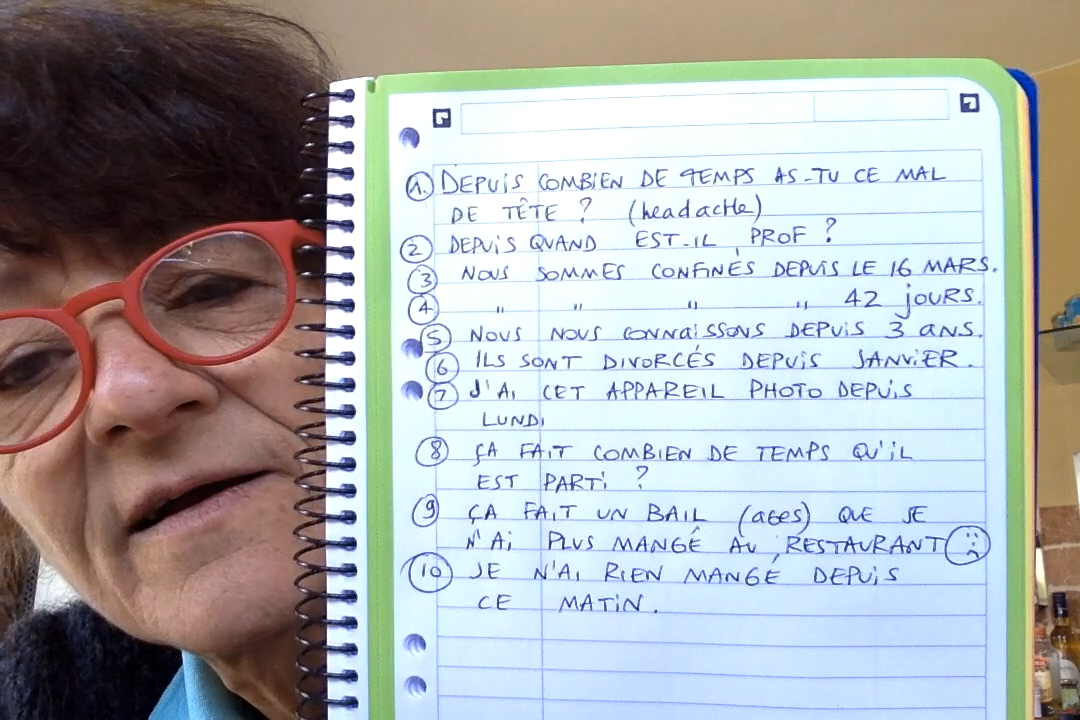 1. DEPUIS COMBIEN DE TEMPS AS-TU CE MAL
DE TÊTE ? (headache)
2 DEPUIS QUAND EST-IL PROF ?
3 NOUS SOMMES CONFINÉS DEPUIS LE 16 MARS.
4 " " " " 42 jOURS.
5 NOUS NOUS CONNAISSONS DEPUIS 3 ANS.
6 ILS SONT DIVORCÉS DEPUIS JANVIER.
7 J'AI CET APPAREIL PHOTO DEPUIS
LUNDI
8 ÇA FAIT COMBIEN DE TEMPS QU'IL
EST PARTI ?
9 ÇA FAIT UN BAIL (ages) QUE JE
N'AI PLUS MANGÉ AU RESTAURANT
10 JE N'AI RIEN MANGÉ DEPUIS
CE MATIN.